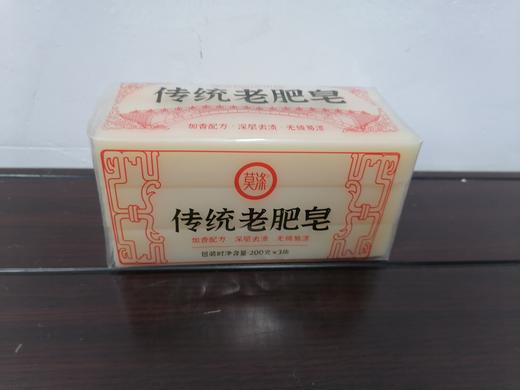 传统老肥皂
加香配方·深层去渍·无磷易漂
莫涤
传统老肥皂
加香配方 深层去渍 无磷易漂
包装时净含量:200克×3块